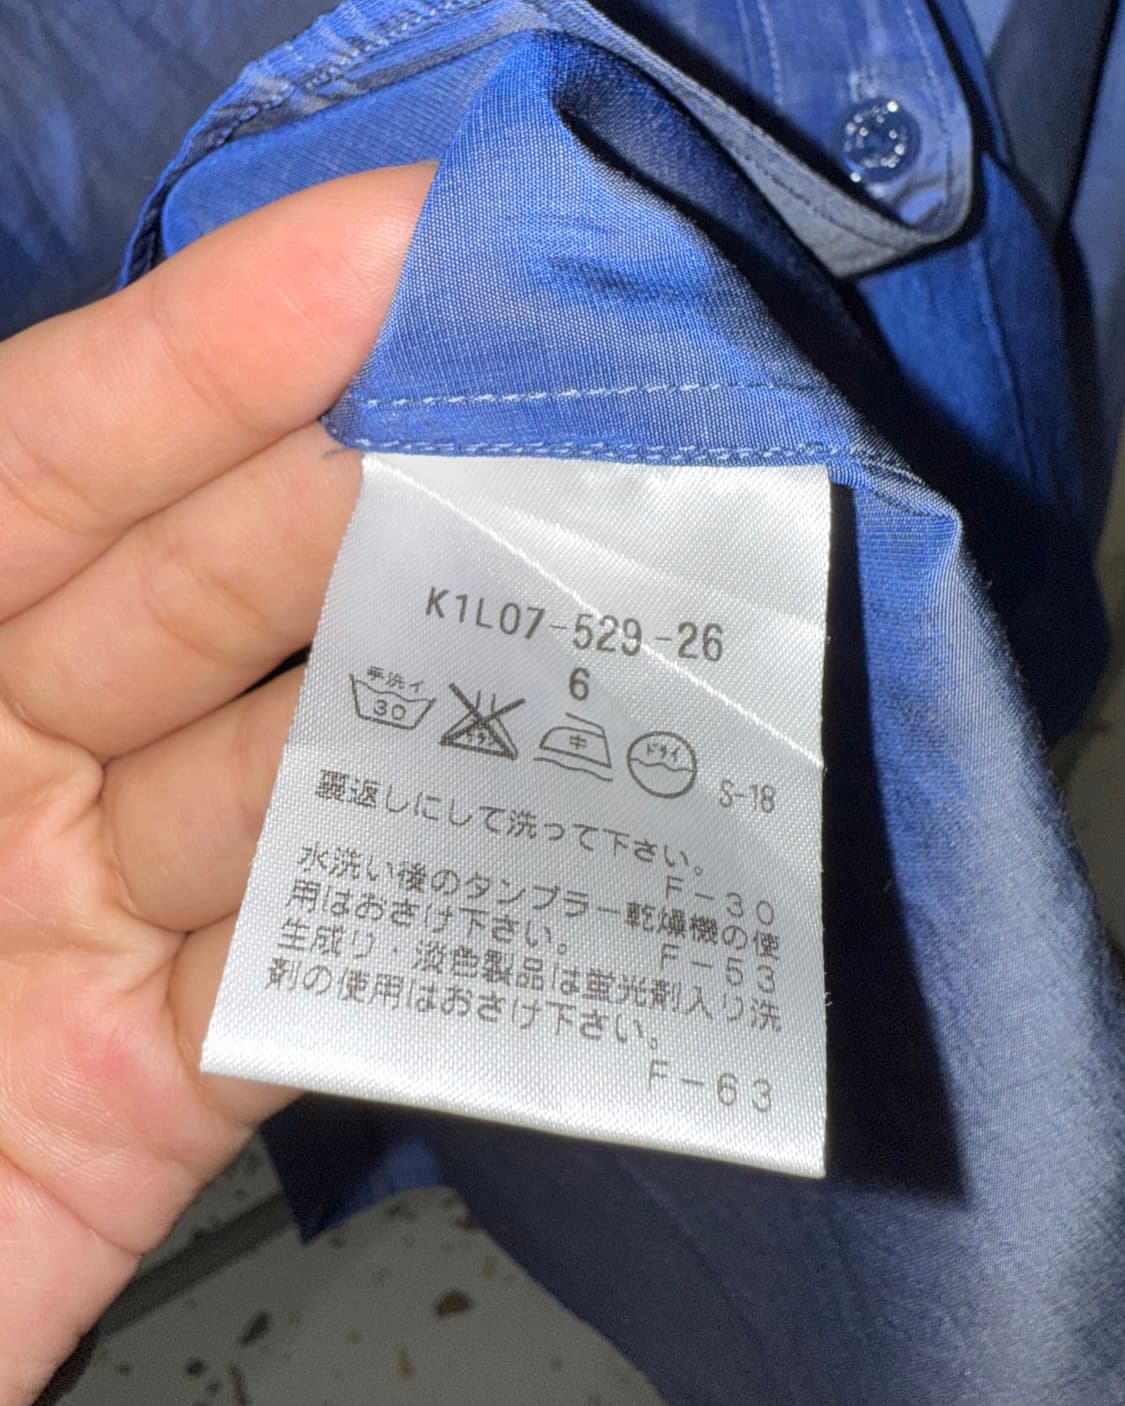 K1L07-529-26
6
手洗イ
30
中
ドライ
S-18
裏返しにして洗って下さい。
F-30
水洗い後のタンブラー乾燥機の使
用はおさけ下さい。
F-53
生成り・淡色製品は蛍光剤入り洗
剤の使用はおさけ下さい。
F-63